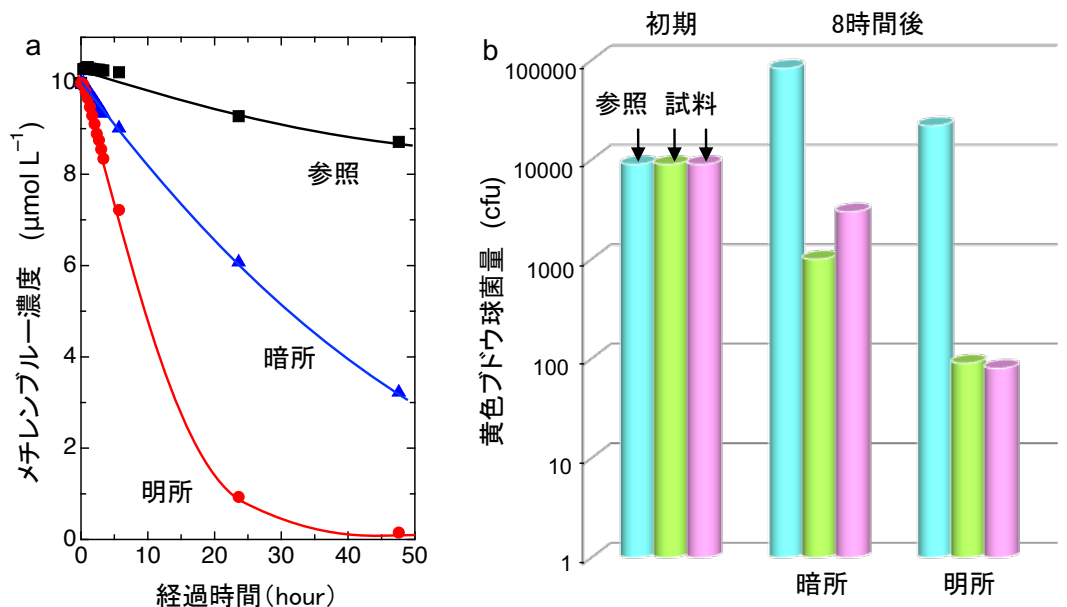 a
メチレンブルー濃度 (μmol L⁻¹)
10
8
6
4
2
0
参照
暗所
明所
0 10 20 30 40 50
経過時間(hour)
b
初期 8時間後
黄色ブドウ球菌量 (cfu)
100000
10000
1000
100
10
1
参照 試料
暗所 明所